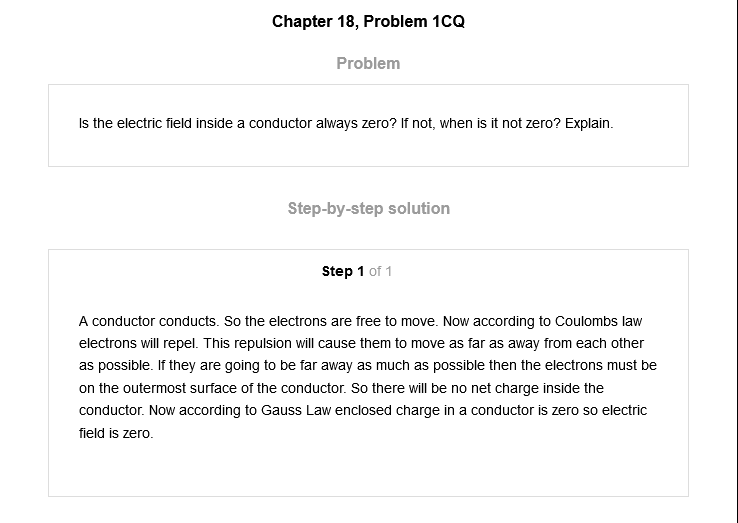 Chapter 18, Problem 1CQ
Problem
Is the electric field inside a conductor always zero? If not, when is it not zero? Explain.
Step-by-step solution
Step 1 of 1
A conductor conducts. So the electrons are free to move. Now according to Coulombs law
electrons will repel. This repulsion will cause them to move as far as away from each other
as possible. If they are going to be far away as much as possible then the electrons must be
on the outermost surface of the conductor. So there will be no net charge inside the
conductor. Now according to Gauss Law enclosed charge in a conductor is zero so electric
field is zero.